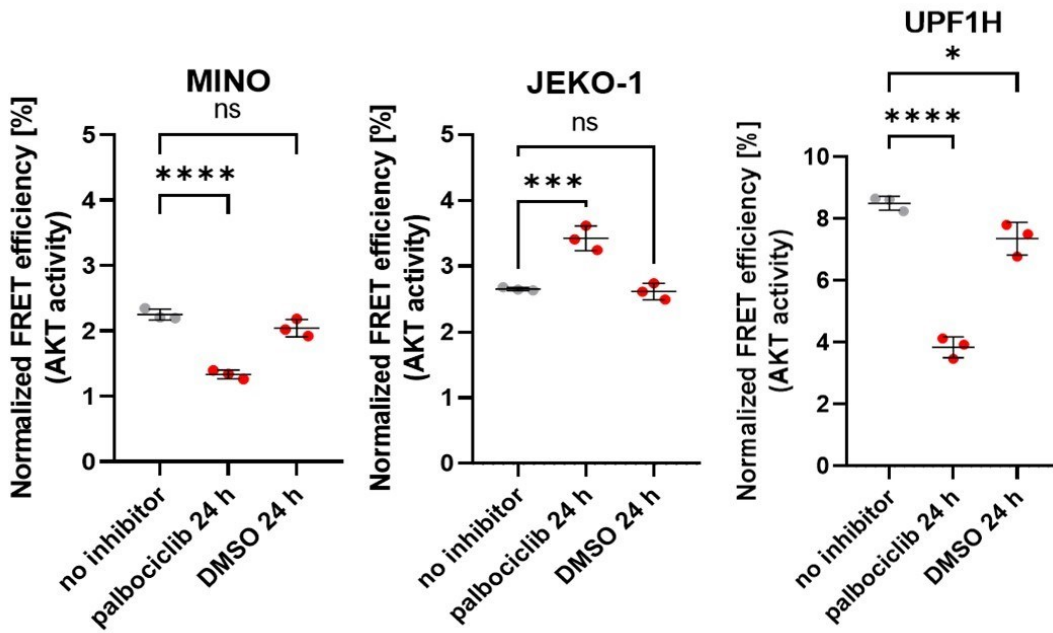 MINO
ns
****
Normalized FRET efficiency [%]
(AKT activity)
5
4
3
2
1
0
no inhibitor
palbociclib 24 h
DMSO 24 h
JEKO-1
ns
***
Normalized FRET efficiency [%]
(AKT activity)
5
4
3
2
1
0
no inhibitor
palbociclib 24 h
DMSO 24 h
UPF1H
*
****
Normalized FRET efficiency [%]
(AKT activity)
10
8
6
4
2
0
no inhibitor
palbociclib 24 h
DMSO 24 h